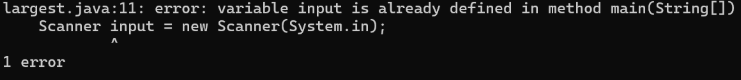 largest.java:11: error: variable input is already defined in method main(String[])
    Scanner input = new Scanner(System.in);
            ^
1 error